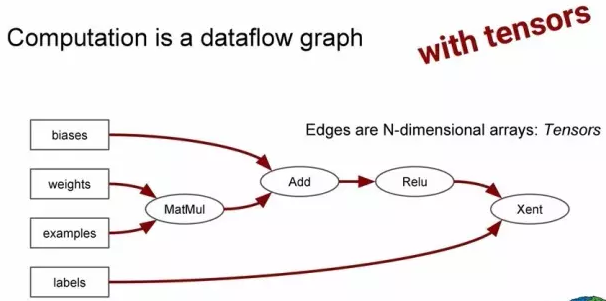 Computation is a dataflow graph
with tensors
Edges are N-dimensional arrays: Tensors
biases
weights
examples
labels
MatMul
Add
Relu
Xent